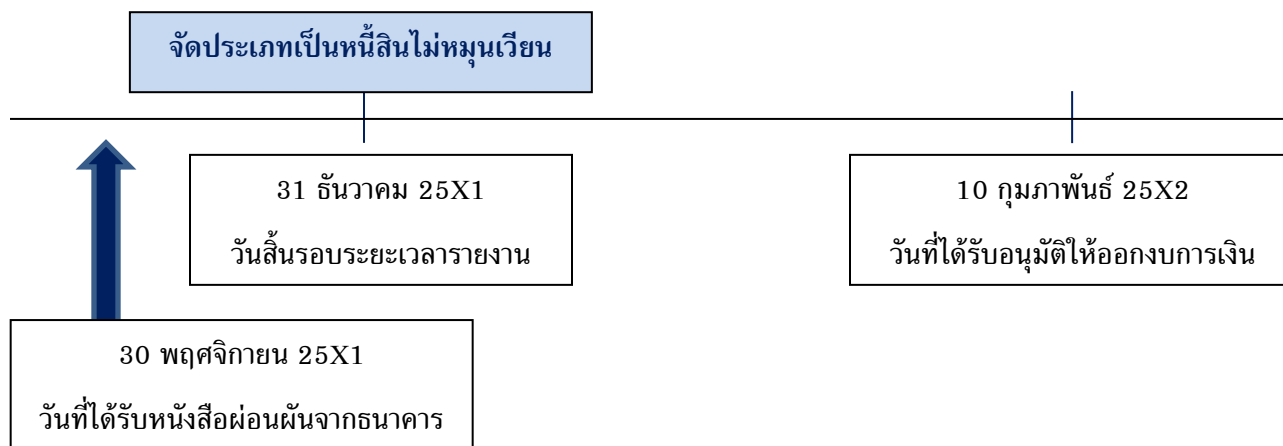 จัดประเภทเป็นหนี้สินไม่หมุนเวียน
31 ธันวาคม 25X1
วันสิ้นรอบระยะเวลารายงาน
10 กุมภาพันธ์ 25X2
วันที่ได้รับอนุมัติให้ออกงบการเงิน
30 พฤศจิกายน 25X1
วันที่ได้รับหนังสือผ่อนผันจากธนาคาร